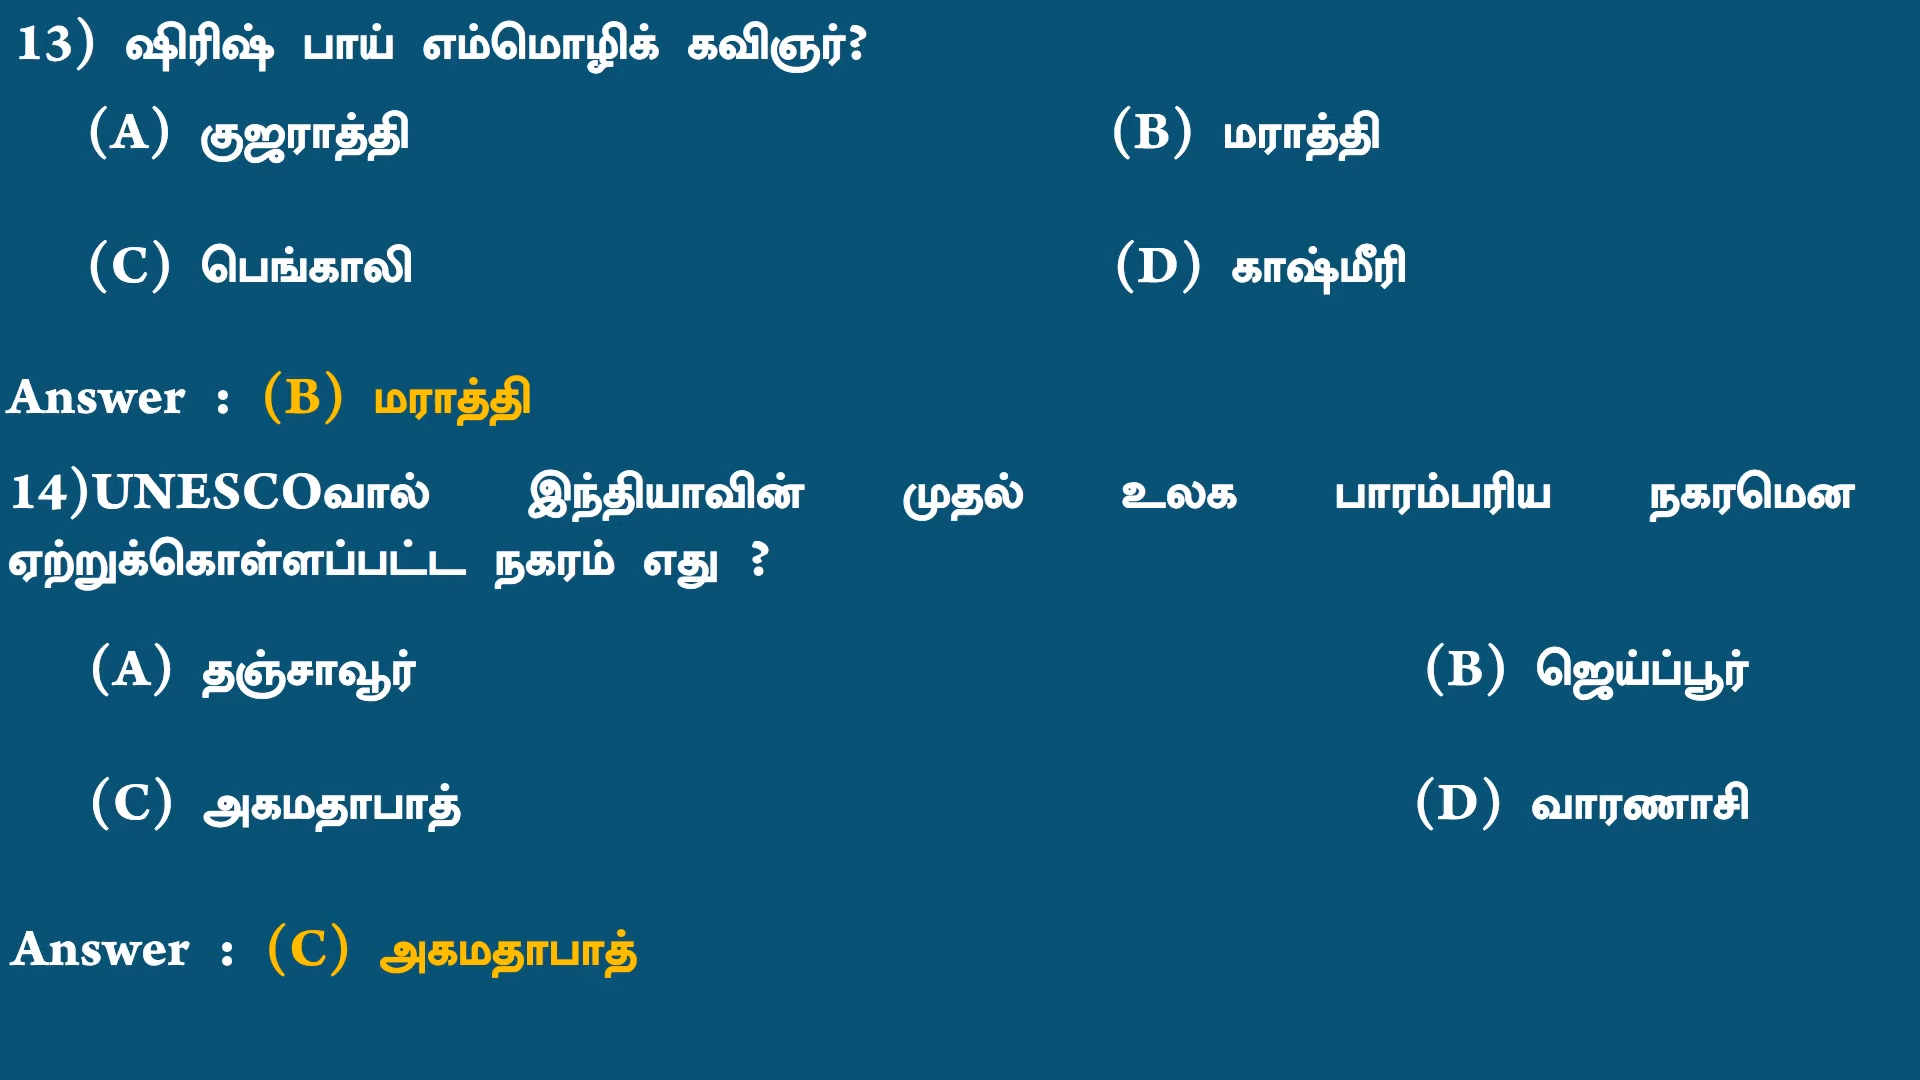 13) ஷிரிஷ் பாய் எம்மொழிக் கவிஞர்?
(A) குஜராத்தி (B) மராத்தி
(C) பெங்காலி (D) காஷ்மீரி
Answer : (B) மராத்தி
14)UNESCOவால் இந்தியாவின் முதல் உலக பாரம்பரிய நகரமென
ஏற்றுக்கொள்ளப்பட்ட நகரம் எது ?
(A) தஞ்சாவூர் (B) ஜெய்ப்பூர்
(C) அகமதாபாத் (D) வாரணாசி
Answer : (C) அகமதாபாத்